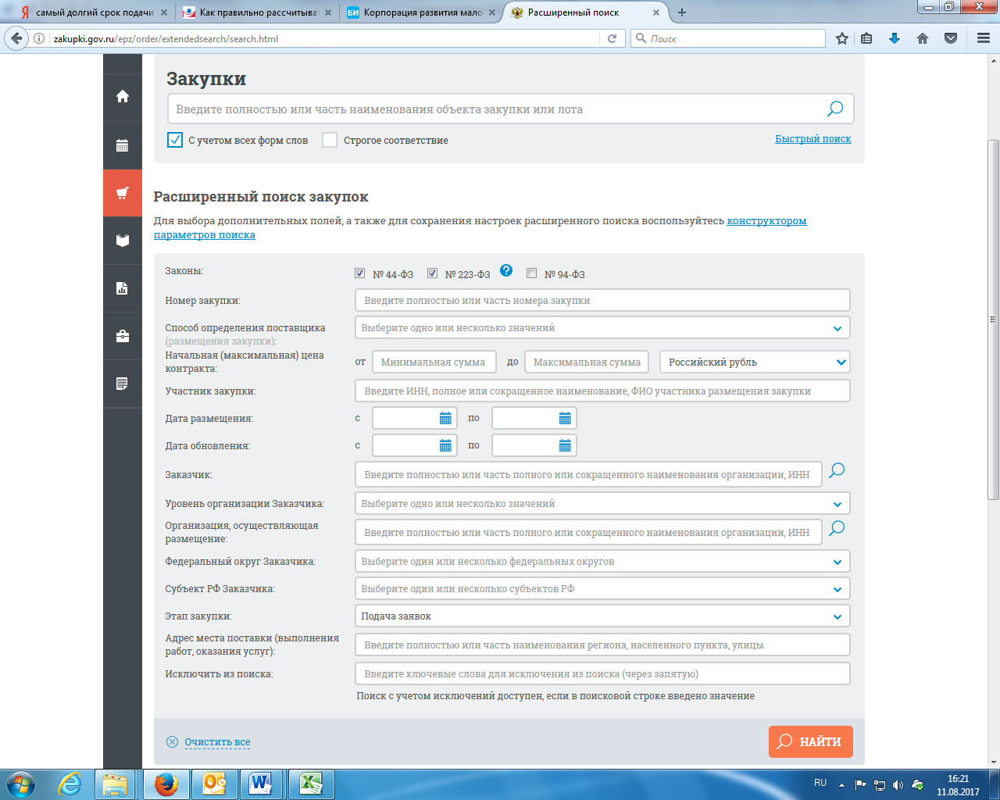 самый долгий срок подачи
Как правильно рассчитыват
Корпорация развития мало
Расширенный поиск
zakupki.gov.ru/epz/order/extendedsearch/search.html
Поиск
Закупки
Введите полностью или часть наименования объекта закупки или лота
С учетом всех форм слов
Строгое соответствие
Быстрый поиск
Расширенный поиск закупок
Для выбора дополнительных полей, а также для сохранения настроек расширенного поиска воспользуйтесь конструктором
параметров поиска
Законы:
№ 44-ФЗ № 223-ФЗ ? № 94-ФЗ
Номер закупки:
Введите полностью или часть номера закупки
Способ определения поставщика
(размещения закупки):
Выберите одно или несколько значений
Начальная (максимальная) цена
контракта:
от Минимальная сумма до Максимальная сумма Российский рубль
Участник закупки:
Введите ИНН, полное или сокращенное наименование, ФИО участника размещения закупки
Дата размещения:
с по
Дата обновления:
с по
Заказчик:
Введите полностью или часть полного или сокращенного наименования организации, ИНН
Уровень организации Заказчика:
Выберите одно или несколько значений
Организация, осуществляющая
размещение:
Введите полностью или часть полного или сокращенного наименования организации, ИНН
Федеральный округ Заказчика:
Выберите один или несколько федеральных округов
Субъект РФ Заказчика:
Выберите один или несколько субъектов РФ
Этап закупки:
Подача заявок
Адрес места поставки (выполнения
работ, оказания услуг):
Введите полностью или часть наименования региона, населенного пункта, улицы
Исключить из поиска:
Введите ключевые слова для исключения из поиска (через запятую)
Поиск с учетом исключений доступен, если в поисковой строке введено значение
Очистить все
НАЙТИ
RU
16:21
11.08.2017